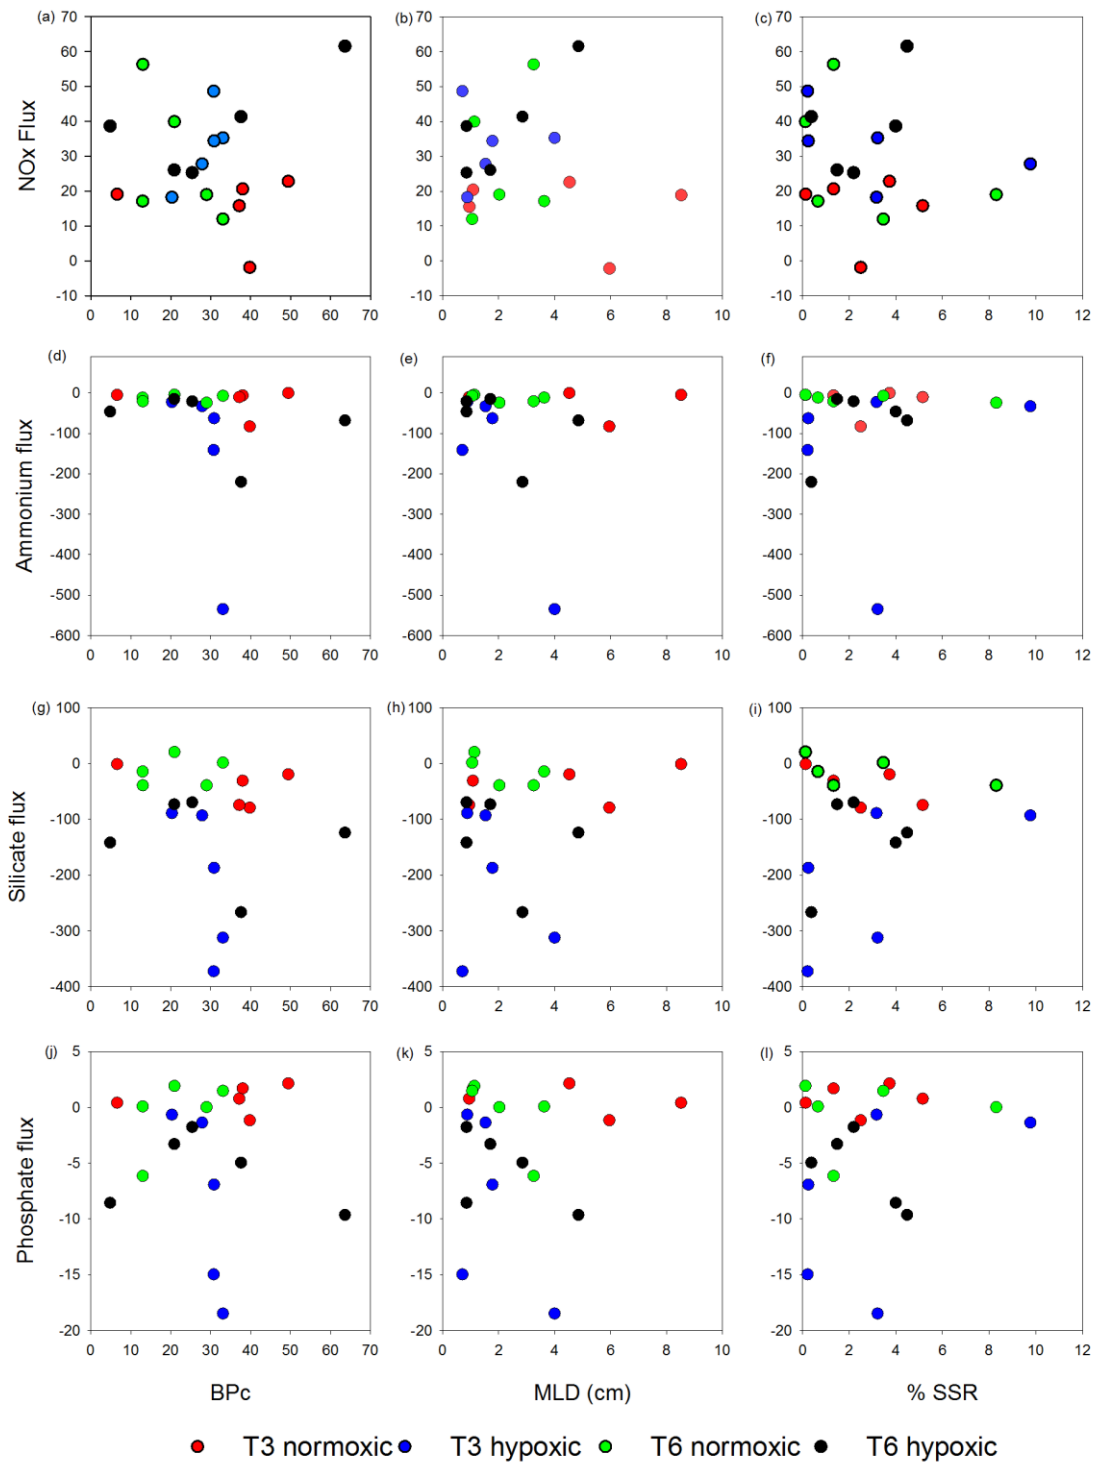 (a) (b) (c)
NOx Flux
70 60 50 40 30 20 10 0 -10
0 10 20 30 40 50 60 70
70 60 50 40 30 20 10 0 -10
0 2 4 6 8 10
70 60 50 40 30 20 10 0 -10
0 2 4 6 8 10 12
(d) (e) (f)
Ammonium flux
0 -100 -200 -300 -400 -500 -600
0 10 20 30 40 50 60 70
0 -100 -200 -300 -400 -500 -600
0 2 4 6 8 10
0 -100 -200 -300 -400 -500 -600
0 2 4 6 8 10 12
(g) (h) (i)
Silicate flux
100 0 -100 -200 -300 -400
0 10 20 30 40 50 60 70
100 0 -100 -200 -300 -400
0 2 4 6 8 10
100 0 -100 -200 -300 -400
0 2 4 6 8 10 12
(j) (k) (l)
Phosphate flux
5 0 -5 -10 -15 -20
0 10 20 30 40 50 60 70
5 0 -5 -10 -15 -20
0 2 4 6 8 10
5 0 -5 -10 -15 -20
0 2 4 6 8 10 12
BPc MLD (cm) % SSR
T3 normoxic T3 hypoxic T6 normoxic T6 hypoxic